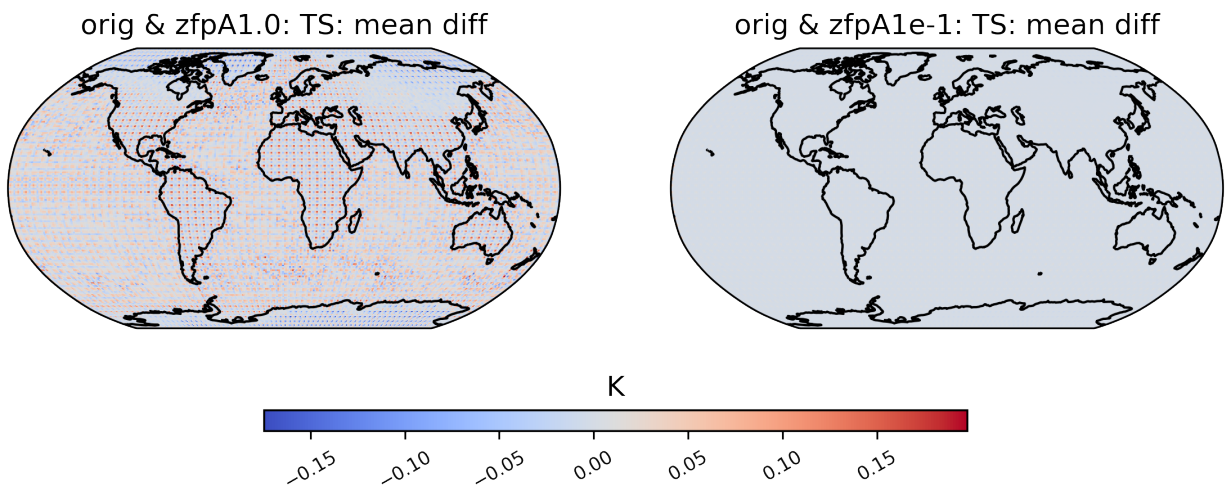 orig & zfpA1.0: TS: mean diff
orig & zfpA1e-1: TS: mean diff
K
−0.15 −0.10 −0.05 0.00 0.05 0.10 0.15